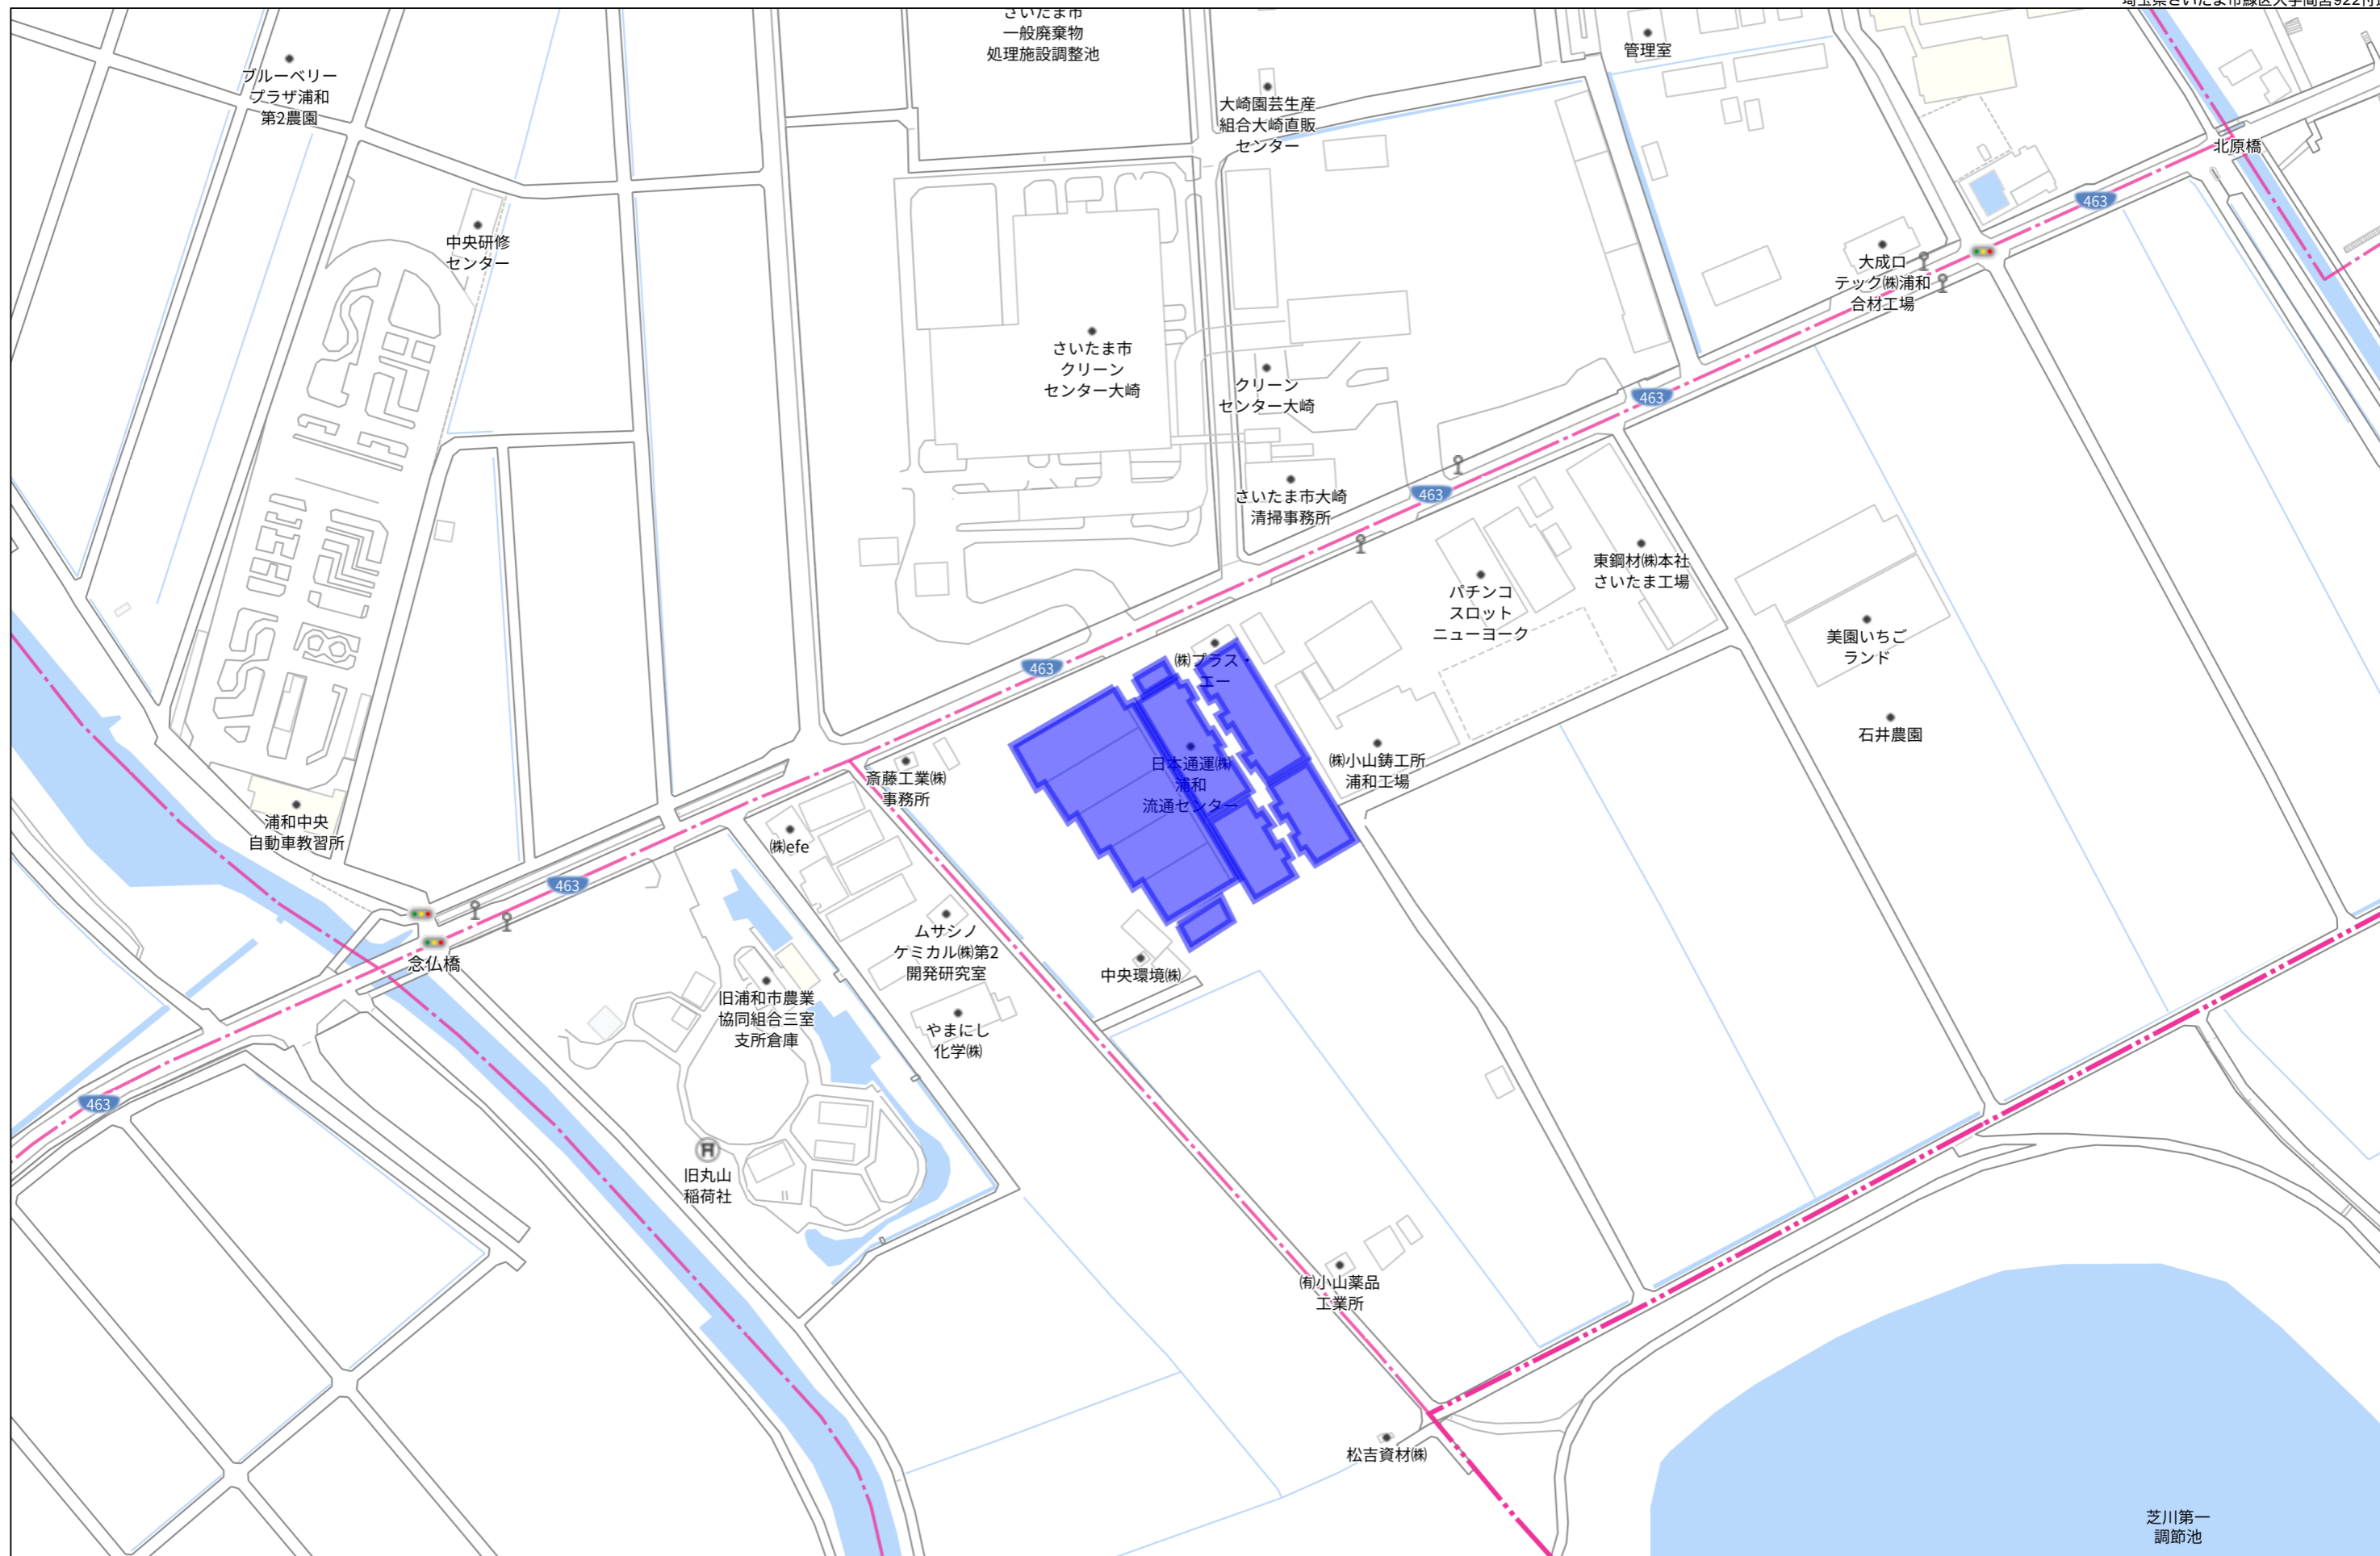 さいたま市
一般廃棄物
処理施設調整池
管理室
ブルーベリー
プラザ浦和
第2農園
大崎園芸生産
組合大崎直販
センター
北原橋
463
中央研修
センター
大成ロ
テック㈱浦和
合材工場
さいたま市
クリーン
センター大崎
クリーン
センター大崎
463
463
さいたま市大崎
清掃事務所
東鋼材㈱本社
さいたま工場
パチンコ
スロット
ニューヨーク
美園いちご
ランド
㈱プラス・
エー
463
石井農園
日本通運㈱
浦和
流通センター
㈱小山鋳工所
浦和工場
斎藤工業㈱
事務所
浦和中央
自動車教習所
㈱efe
463
ムサシノ
ケミカル㈱第2
開発研究室
念仏橋
中央環境㈱
旧浦和市農業
協同組合三室
支所倉庫
やまにし
化学㈱
463
旧丸山
稲荷社
㈲小山薬品
工業所
松吉資材㈱
芝川第一
調節池